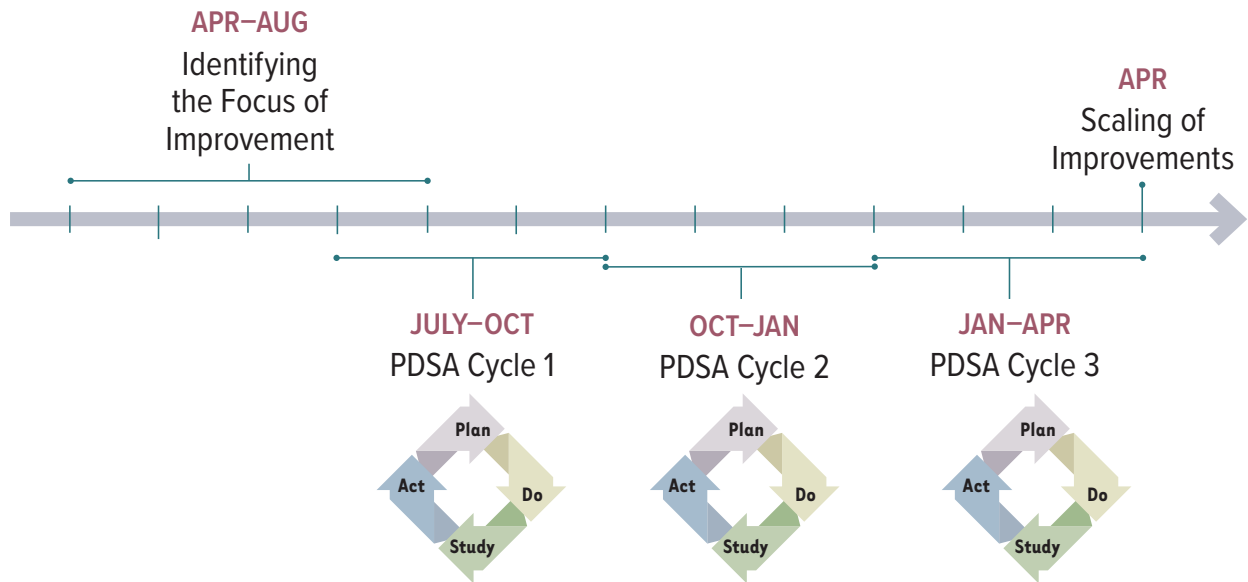 APR–AUG
Identifying
the Focus of
Improvement
APR
Scaling of
Improvements
JULY–OCT
PDSA Cycle 1
OCT–JAN
PDSA Cycle 2
JAN–APR
PDSA Cycle 3
Plan
Act
Do
Study
Plan
Act
Do
Study
Plan
Act
Do
Study